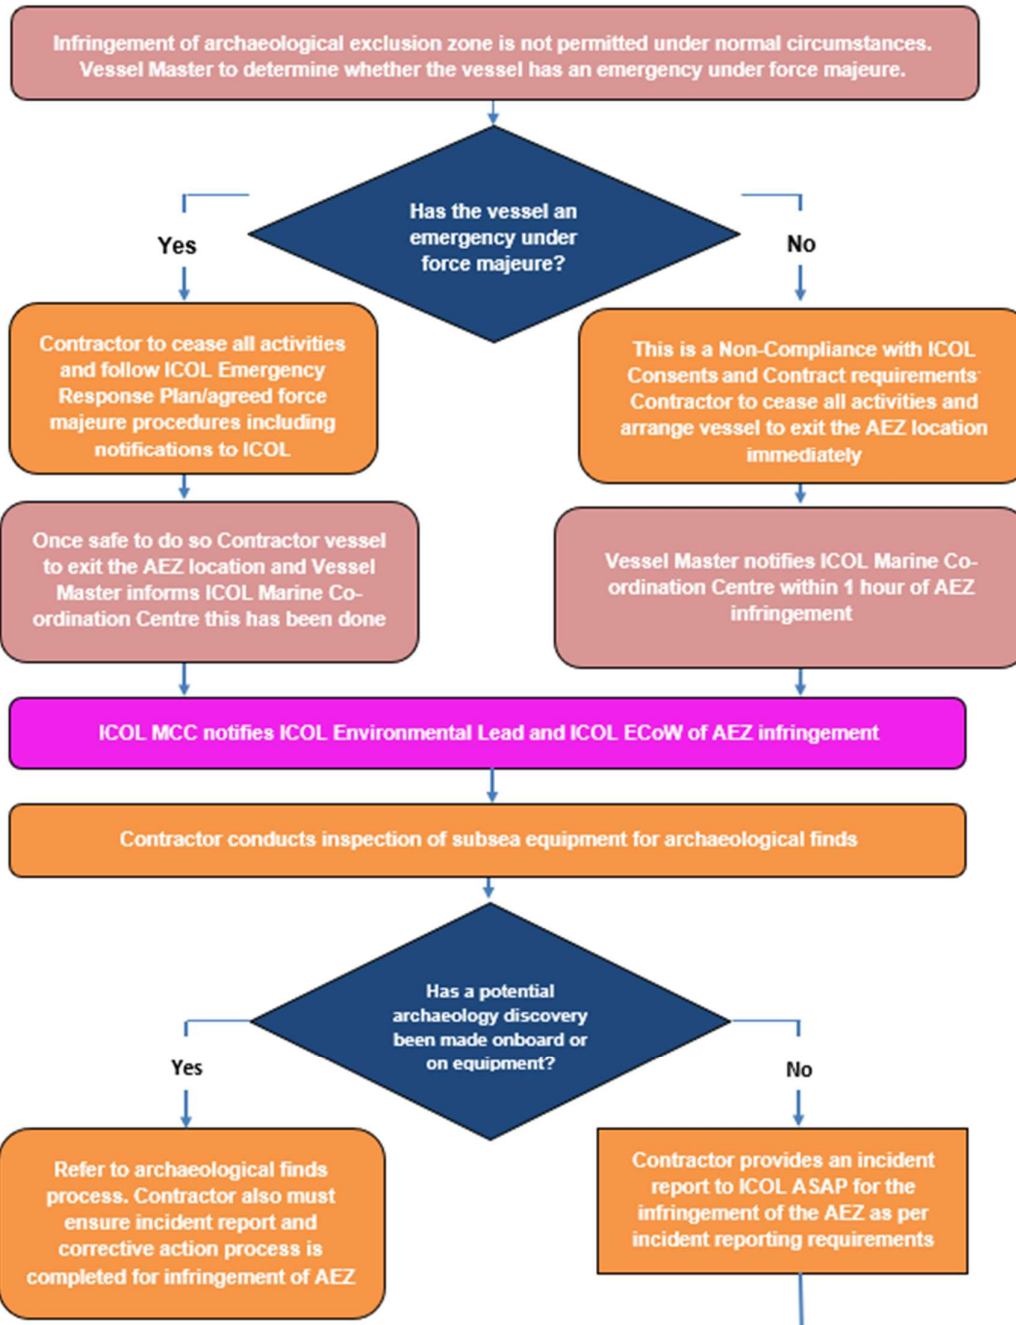 Infringement of archaeological exclusion zone is not permitted under normal circumstances.
Vessel Master to determine whether the vessel has an emergency under force majeure.
Has the vessel an
emergency under
force majeure?
Yes
No
Contractor to cease all activities
and follow ICOL Emergency
Response Plan/agreed force
majeure procedures including
notifications to ICOL
This is a Non-Compliance with ICOL
Consents and Contract requirements
Contractor to cease all activities and
arrange vessel to exit the AEZ location
immediately
Once safe to do so Contractor vessel
to exit the AEZ location and Vessel
Master informs ICOL Marine Co-
ordination Centre this has been done
Vessel Master notifies ICOL Marine Co-
ordination Centre within 1 hour of AEZ
infringement
ICOL MCC notifies ICOL Environmental Lead and ICOL ECoW of AEZ infringement
Contractor conducts inspection of subsea equipment for archaeological finds
Has a potential
archaeology discovery
been made onboard or
on equipment?
Yes
No
Refer to archaeological finds
process. Contractor also must
ensure incident report and
corrective action process is
completed for infringement of AEZ
Contractor provides an incident
report to ICOL ASAP for the
infringement of the AEZ as per
incident reporting requirements